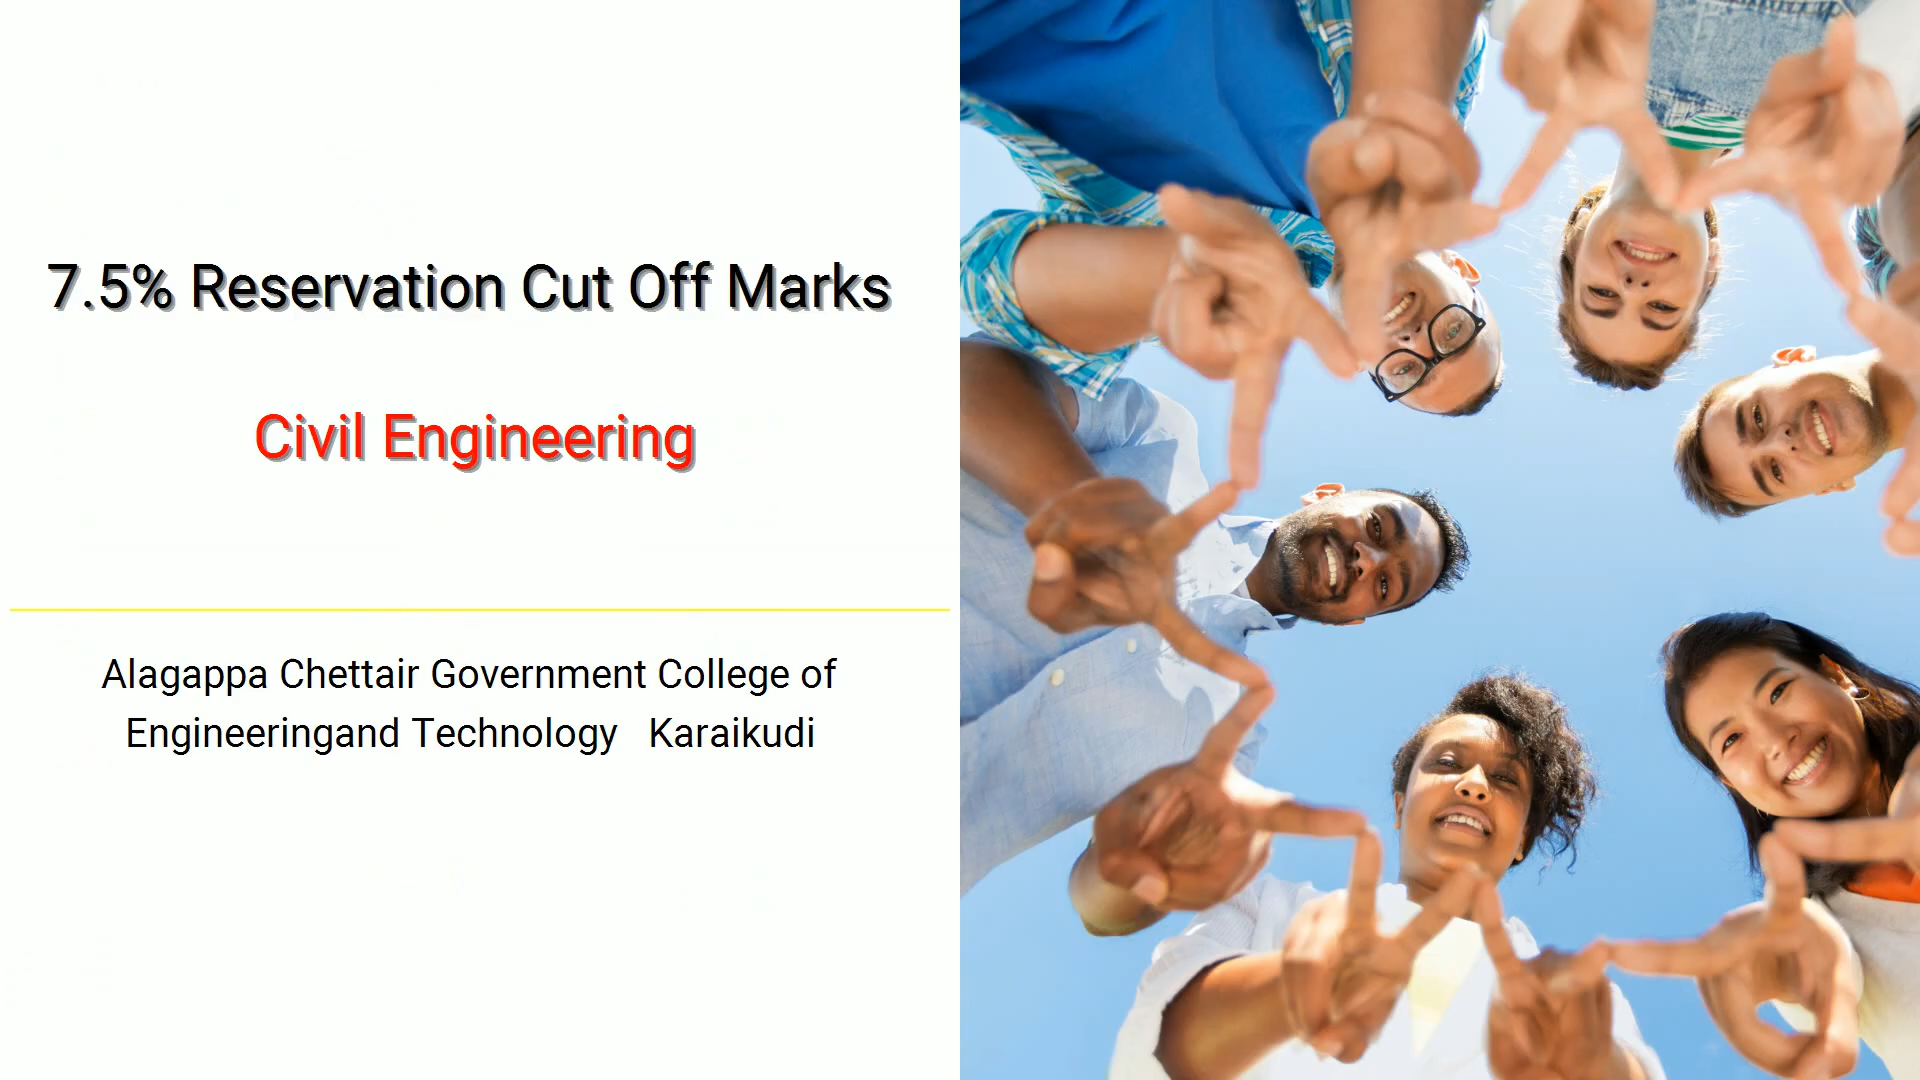 7.5% Reservation Cut Off Marks
Civil Engineering
Alagappa Chettair Government College of
Engineeringand Technology Karaikudi